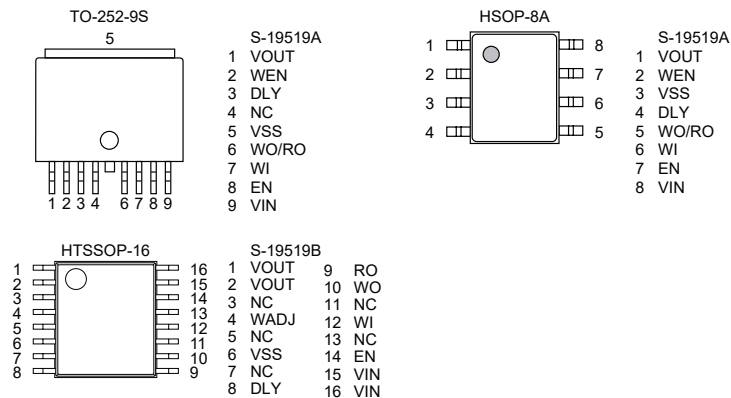 TO-252-9S
5
1 2 3 4 6 7 8 9
S-19519A
1 VOUT
2 WEN
3 DLY
4 NC
5 VSS
6 WO/RO
7 WI
8 EN
9 VIN
HSOP-8A
1 8
2 7
3 6
4 5
S-19519A
1 VOUT
2 WEN
3 VSS
4 DLY
5 WO/RO
6 WI
7 EN
8 VIN
HTSSOP-16
1 16
2 15
3 14
4 13
5 12
6 11
7 10
8 9
S-19519B
1 VOUT
2 VOUT
3 NC
4 WADJ
5 NC
6 VSS
7 NC
8 DLY
9 RO
10 WO
11 NC
12 WI
13 NC
14 EN
15 VIN
16 VIN